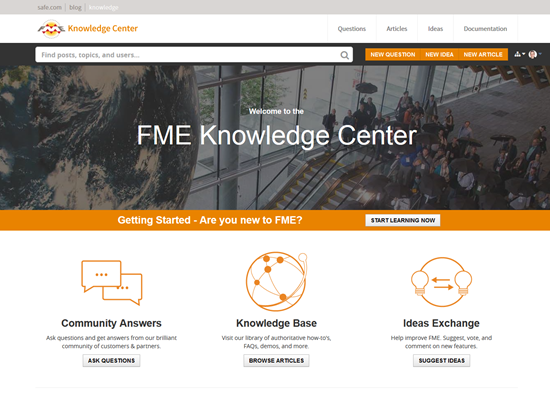 safe.com | blog | knowledge
Knowledge Center
Questions Articles Ideas Documentation
Find posts, topics, and users...
NEW QUESTION NEW IDEA NEW ARTICLE
Welcome to the
FME Knowledge Center
Getting Started - Are you new to FME?
START LEARNING NOW
Community Answers
Ask questions and get answers from our brilliant
community of customers & partners.
ASK QUESTIONS
Knowledge Base
Visit our library of authoritative how-to's,
FAQs, demos, and more.
BROWSE ARTICLES
Ideas Exchange
Help improve FME. Suggest, vote, and
comment on new features.
SUGGEST IDEAS